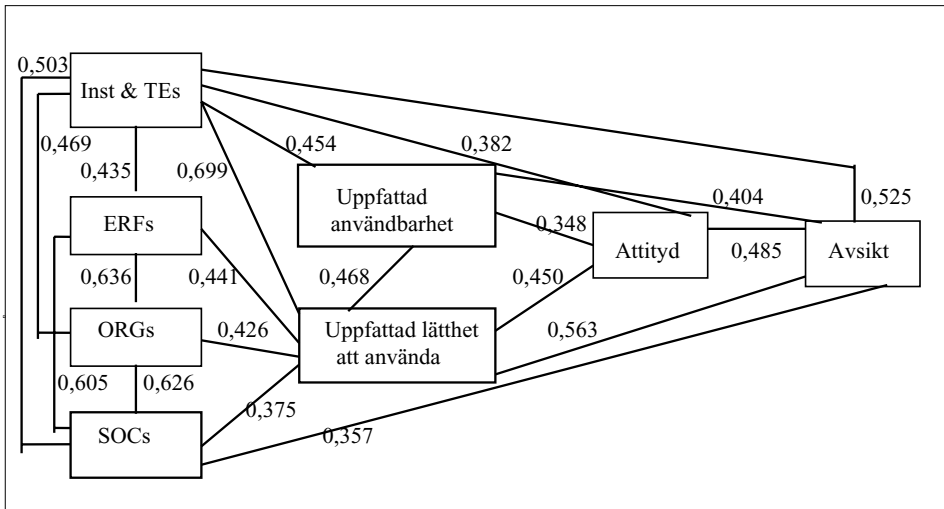 0,503
Inst & TEs
0,469
0,435
0,699
0,454
0,382
Uppfattad
användbarhet
0,404
0,525
ERFs
0,636
0,441
0,468
0,348
0,450
Attityd
0,485
Avsikt
ORGs
0,426
Uppfattad lätthet
att använda
0,563
0,605
0,626
0,375
SOCs
0,357